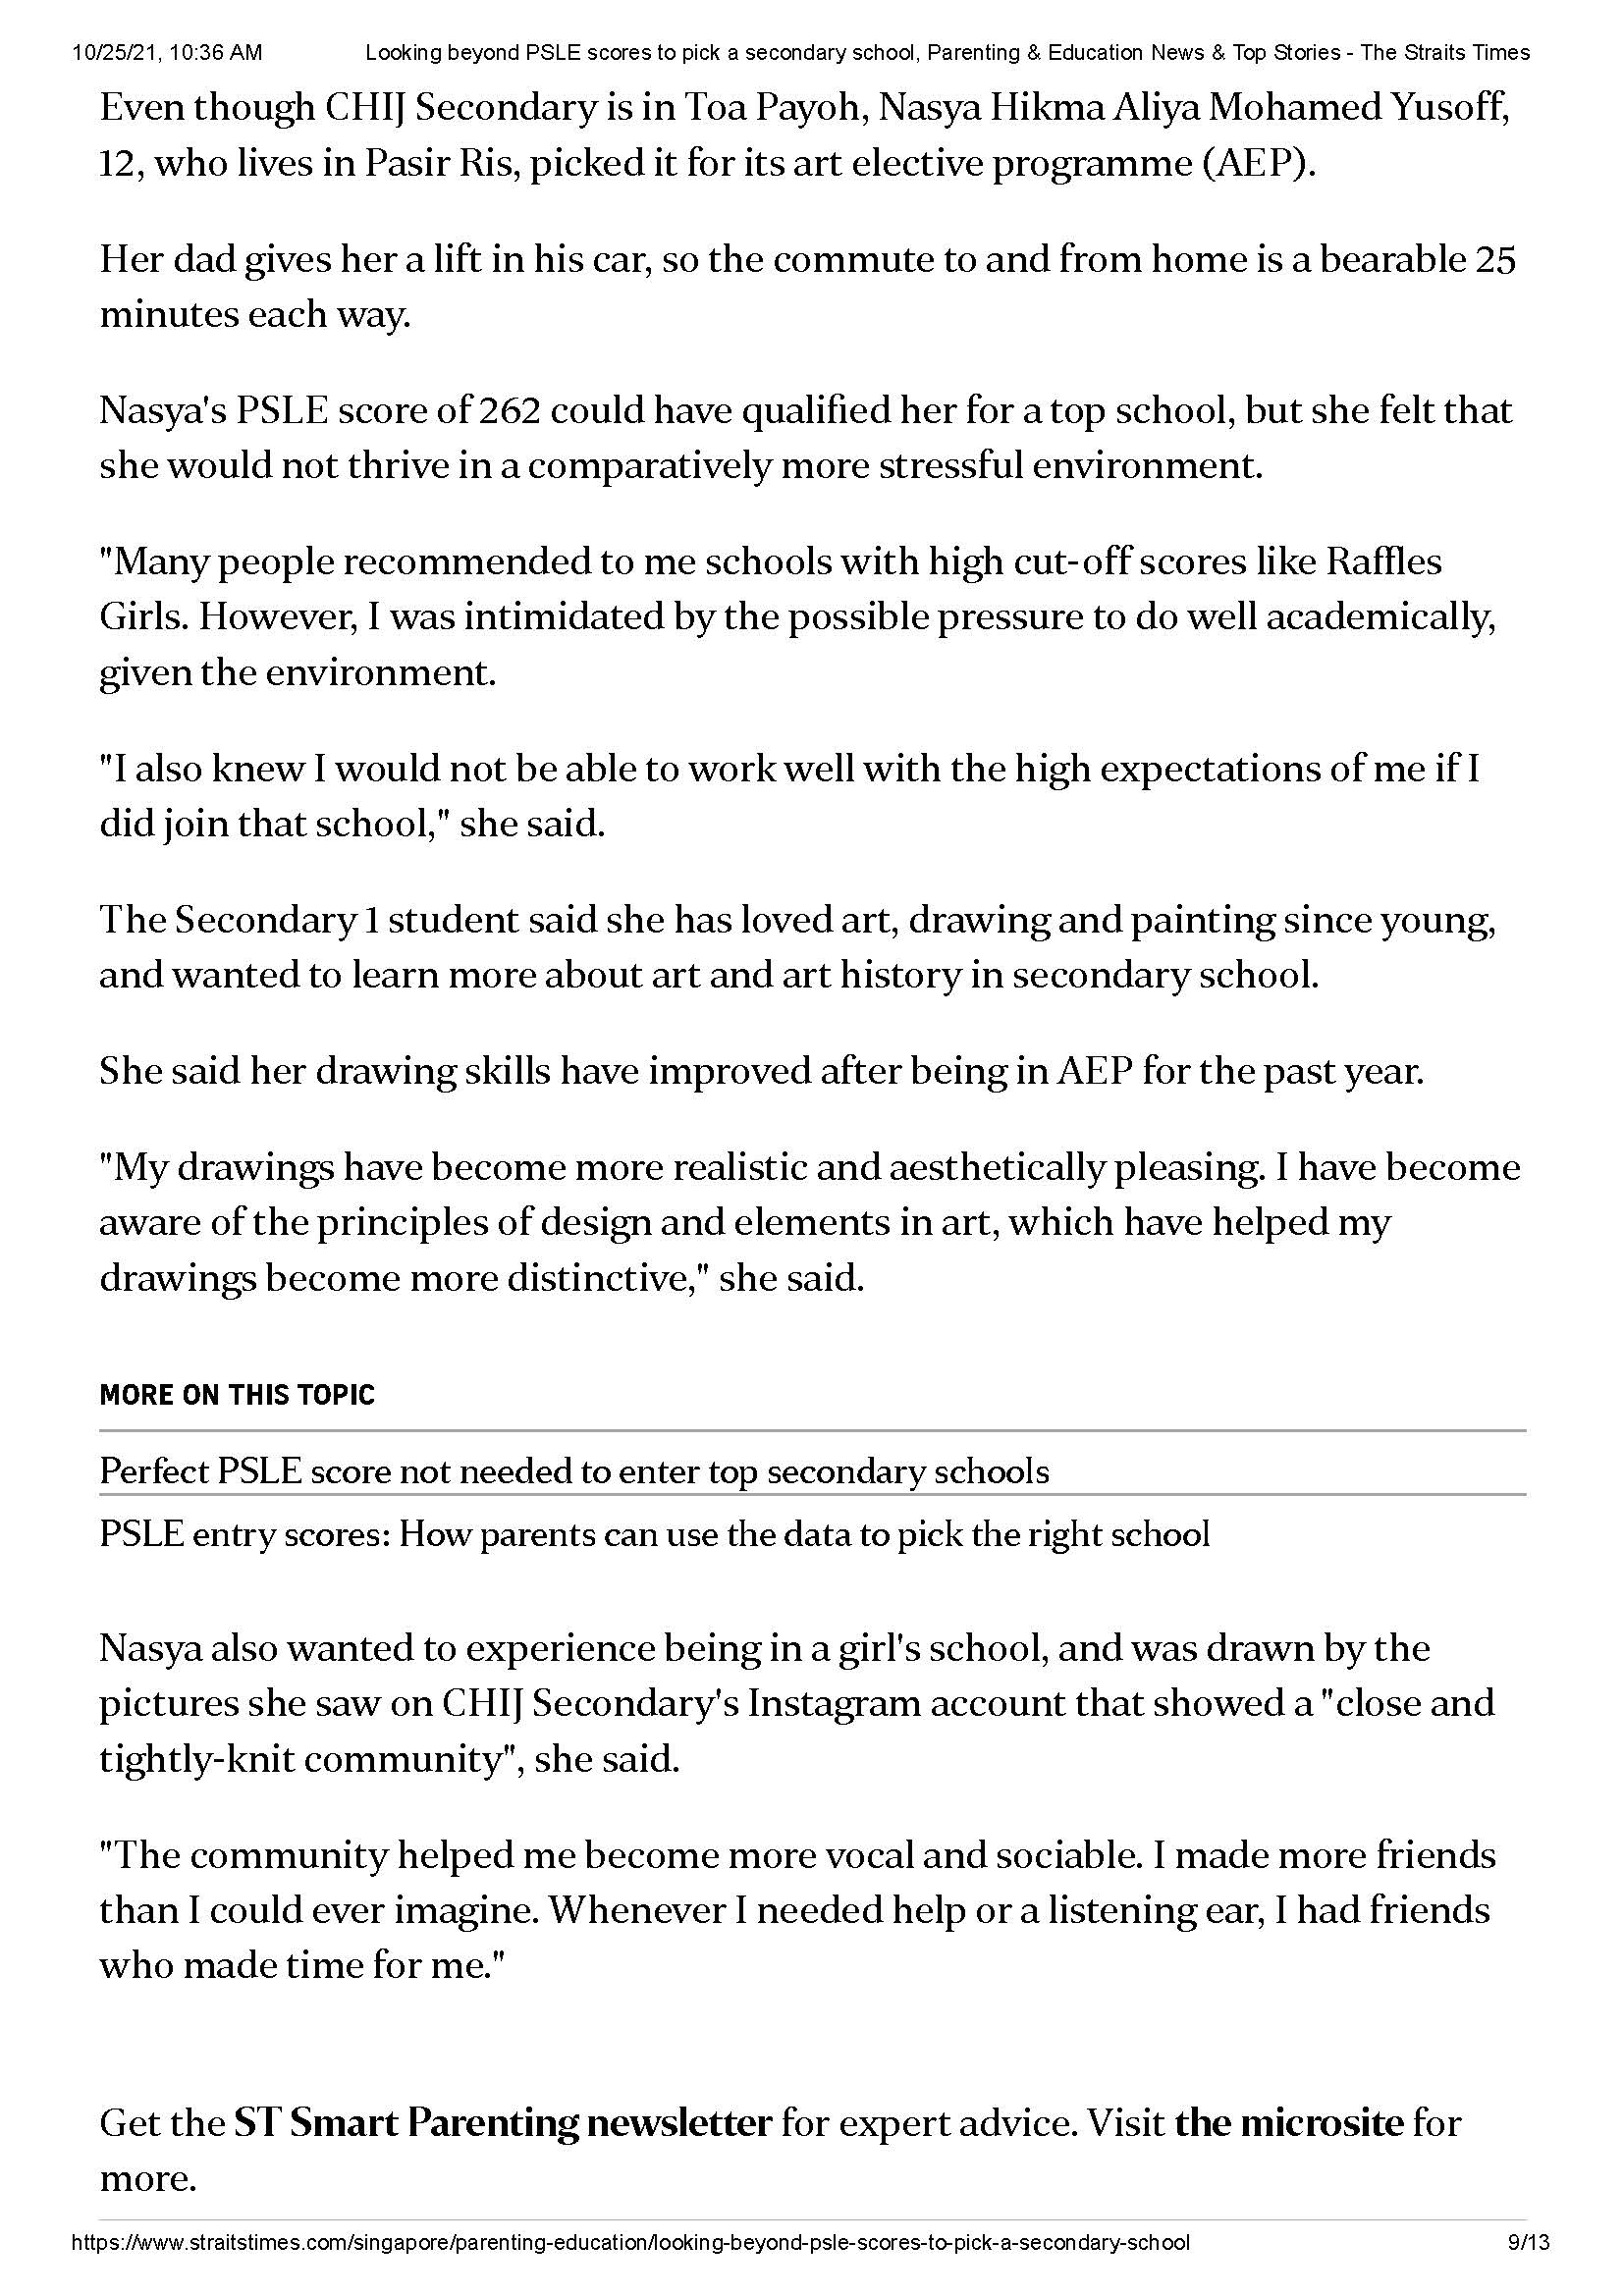 10/25/21, 10:36 AM Looking beyond PSLE scores to pick a secondary school, Parenting & Education News & Top Stories - The Straits Times
Even though CHIJ Secondary is in Toa Payoh, Nasya Hikma Aliya Mohamed Yusoff,
12, who lives in Pasir Ris, picked it for its art elective programme (AEP).
Her dad gives her a lift in his car, so the commute to and from home is a bearable 25
minutes each way.
Nasya's PSLE score of 262 could have qualified her for a top school, but she felt that
she would not thrive in a comparatively more stressful environment.
"Many people recommended to me schools with high cut-off scores like Raffles
Girls. However, I was intimidated by the possible pressure to do well academically,
given the environment.
"I also knew I would not be able to work well with the high expectations of me if I
did join that school," she said.
The Secondary 1 student said she has loved art, drawing and painting since young,
and wanted to learn more about art and art history in secondary school.
She said her drawing skills have improved after being in AEP for the past year.
"My drawings have become more realistic and aesthetically pleasing. I have become
aware of the principles of design and elements in art, which have helped my
drawings become more distinctive," she said.
MORE ON THIS TOPIC
Perfect PSLE score not needed to enter top secondary schools
PSLE entry scores: How parents can use the data to pick the right school
Nasya also wanted to experience being in a girl's school, and was drawn by the
pictures she saw on CHIJ Secondary's Instagram account that showed a "close and
tightly-knit community", she said.
"The community helped me become more vocal and sociable. I made more friends
than I could ever imagine. Whenever I needed help or a listening ear, I had friends
who made time for me."
Get the ST Smart Parenting newsletter for expert advice. Visit the microsite for
more.
https://www.straitstimes.com/singapore/parenting-education/looking-beyond-psle-scores-to-pick-a-secondary-school 9/13